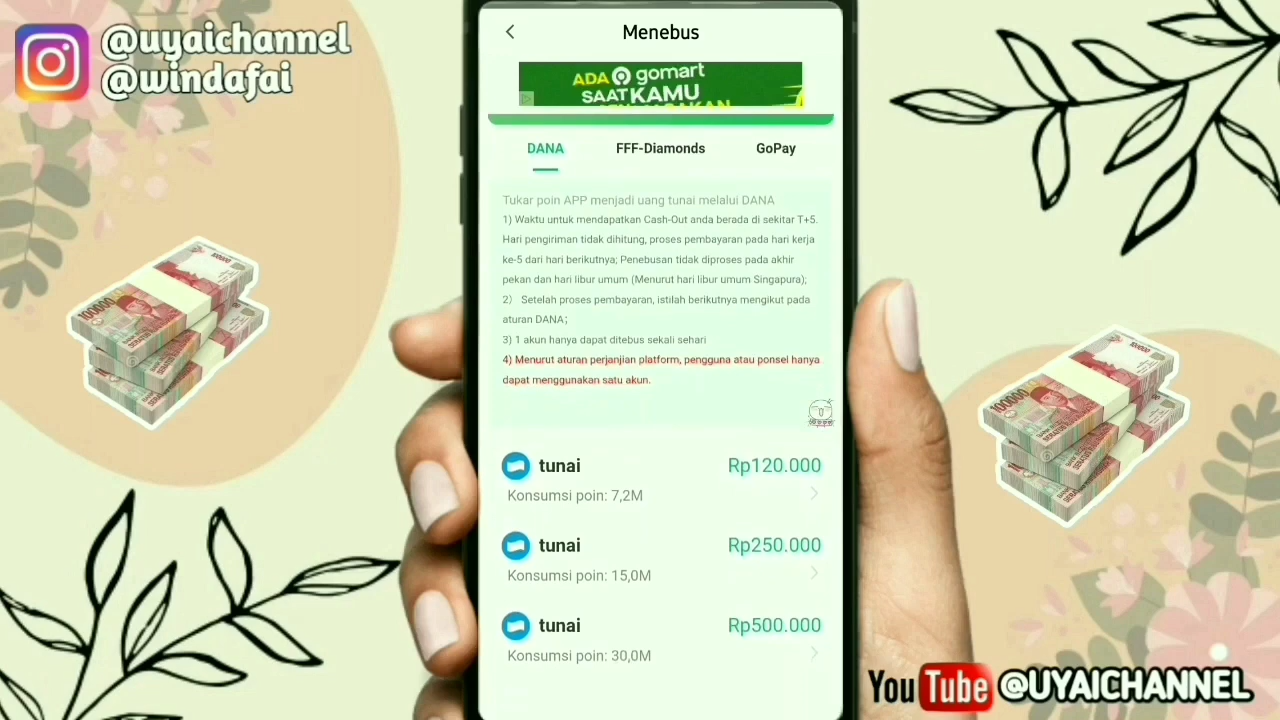 @uyaichannel
@windafai
Menebus
ADA gomart
SAAT KAMU
DANA
FFF-Diamonds
GoPay
Tukar poin APP menjadi uang tunai melalui DANA
1) Waktu untuk mendapatkan Cash-Out anda berada di sekitar T+5.
Hari pengiriman tidak dihitung, proses pembayaran pada hari kerja
ke-5 dari hari berikutnya; Penebusan tidak diproses pada akhir
pekan dan hari libur umum (Menurut hari libur umum Singapura);
2） Setelah proses pembayaran, istilah berikutnya mengikut pada
aturan DANA；
3) 1 akun hanya dapat ditebus sekali sehari
4) Menurut aturan perjanjian platform, pengguna atau ponsel hanya
dapat menggunakan satu akun.
tunai Rp120.000
Konsumsi poin: 7,2M
tunai Rp250.000
Konsumsi poin: 15,0M
tunai Rp500.000
Konsumsi poin: 30,0M
100000
100000
YouTube @UYAICHANNEL